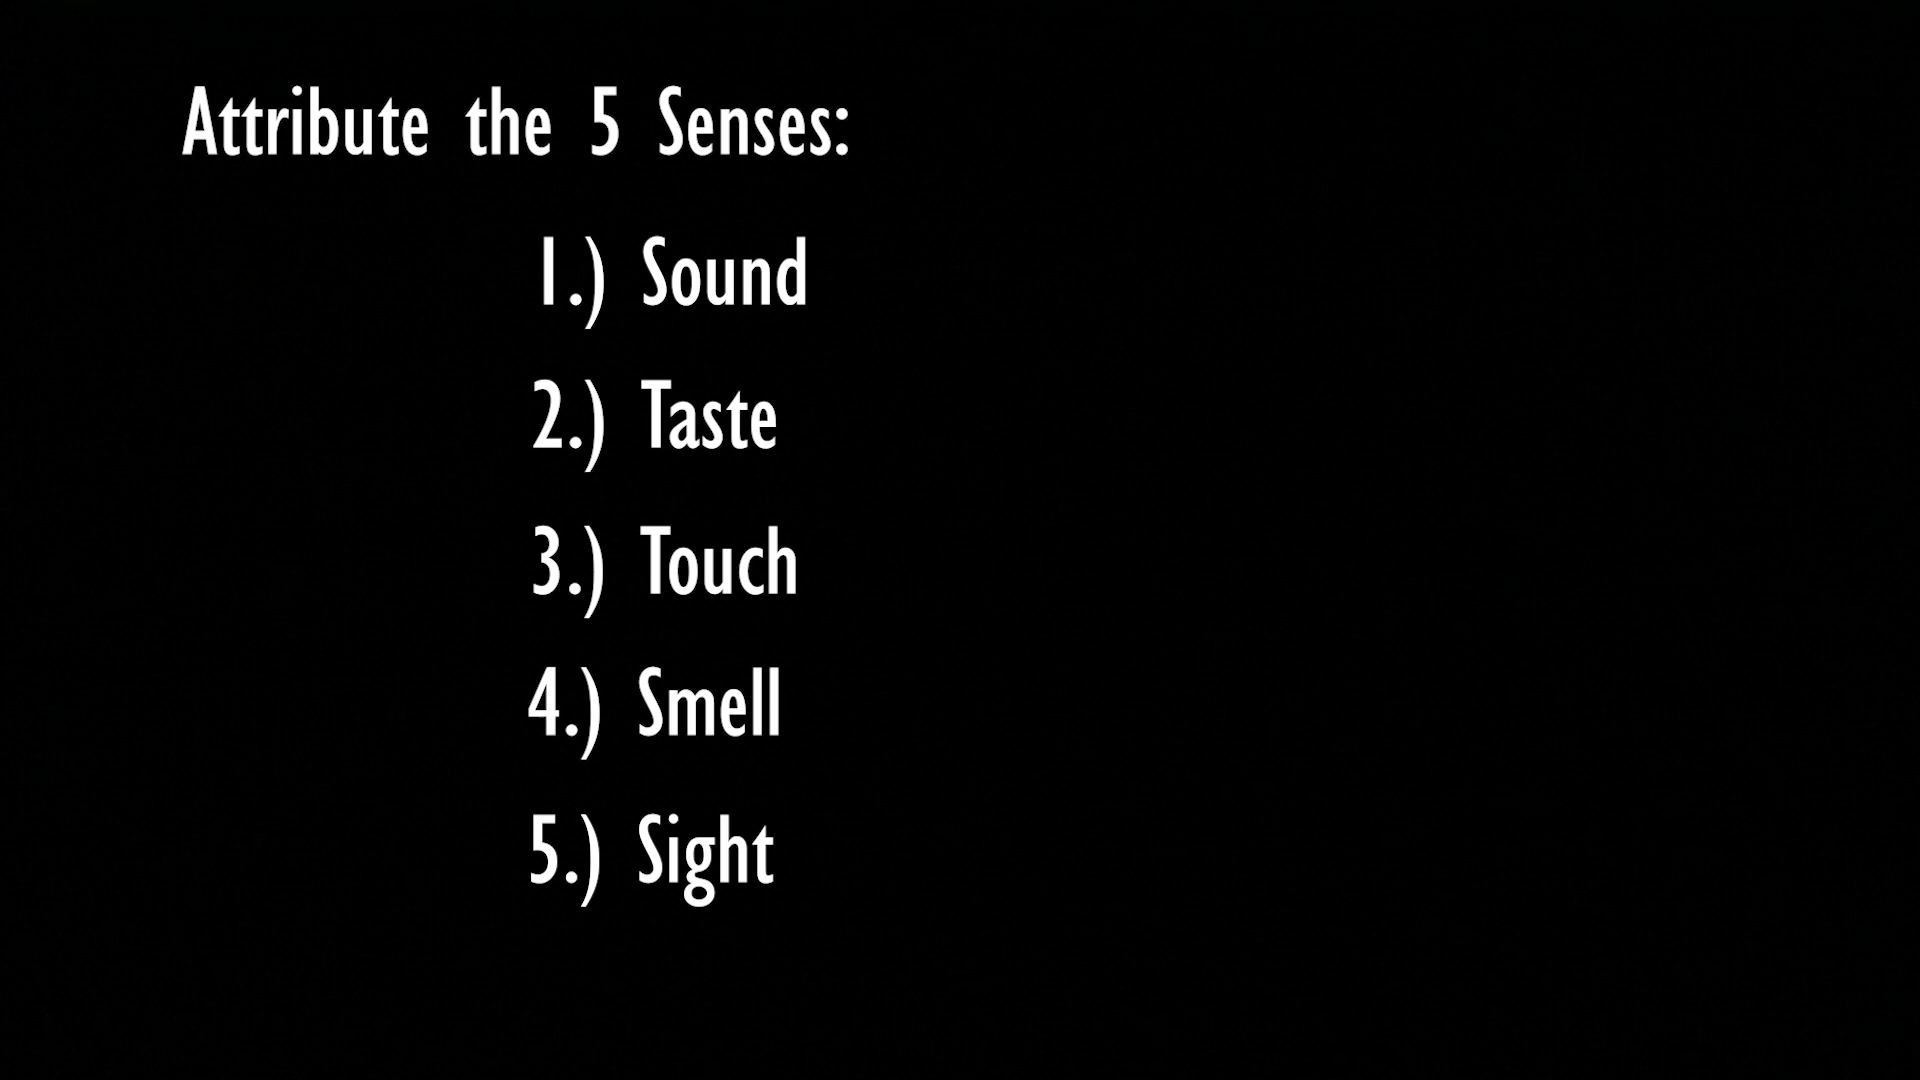 Attribute the 5 Senses:
1.) Sound
2.) Taste
3.) Touch
4.) Smell
5.) Sight